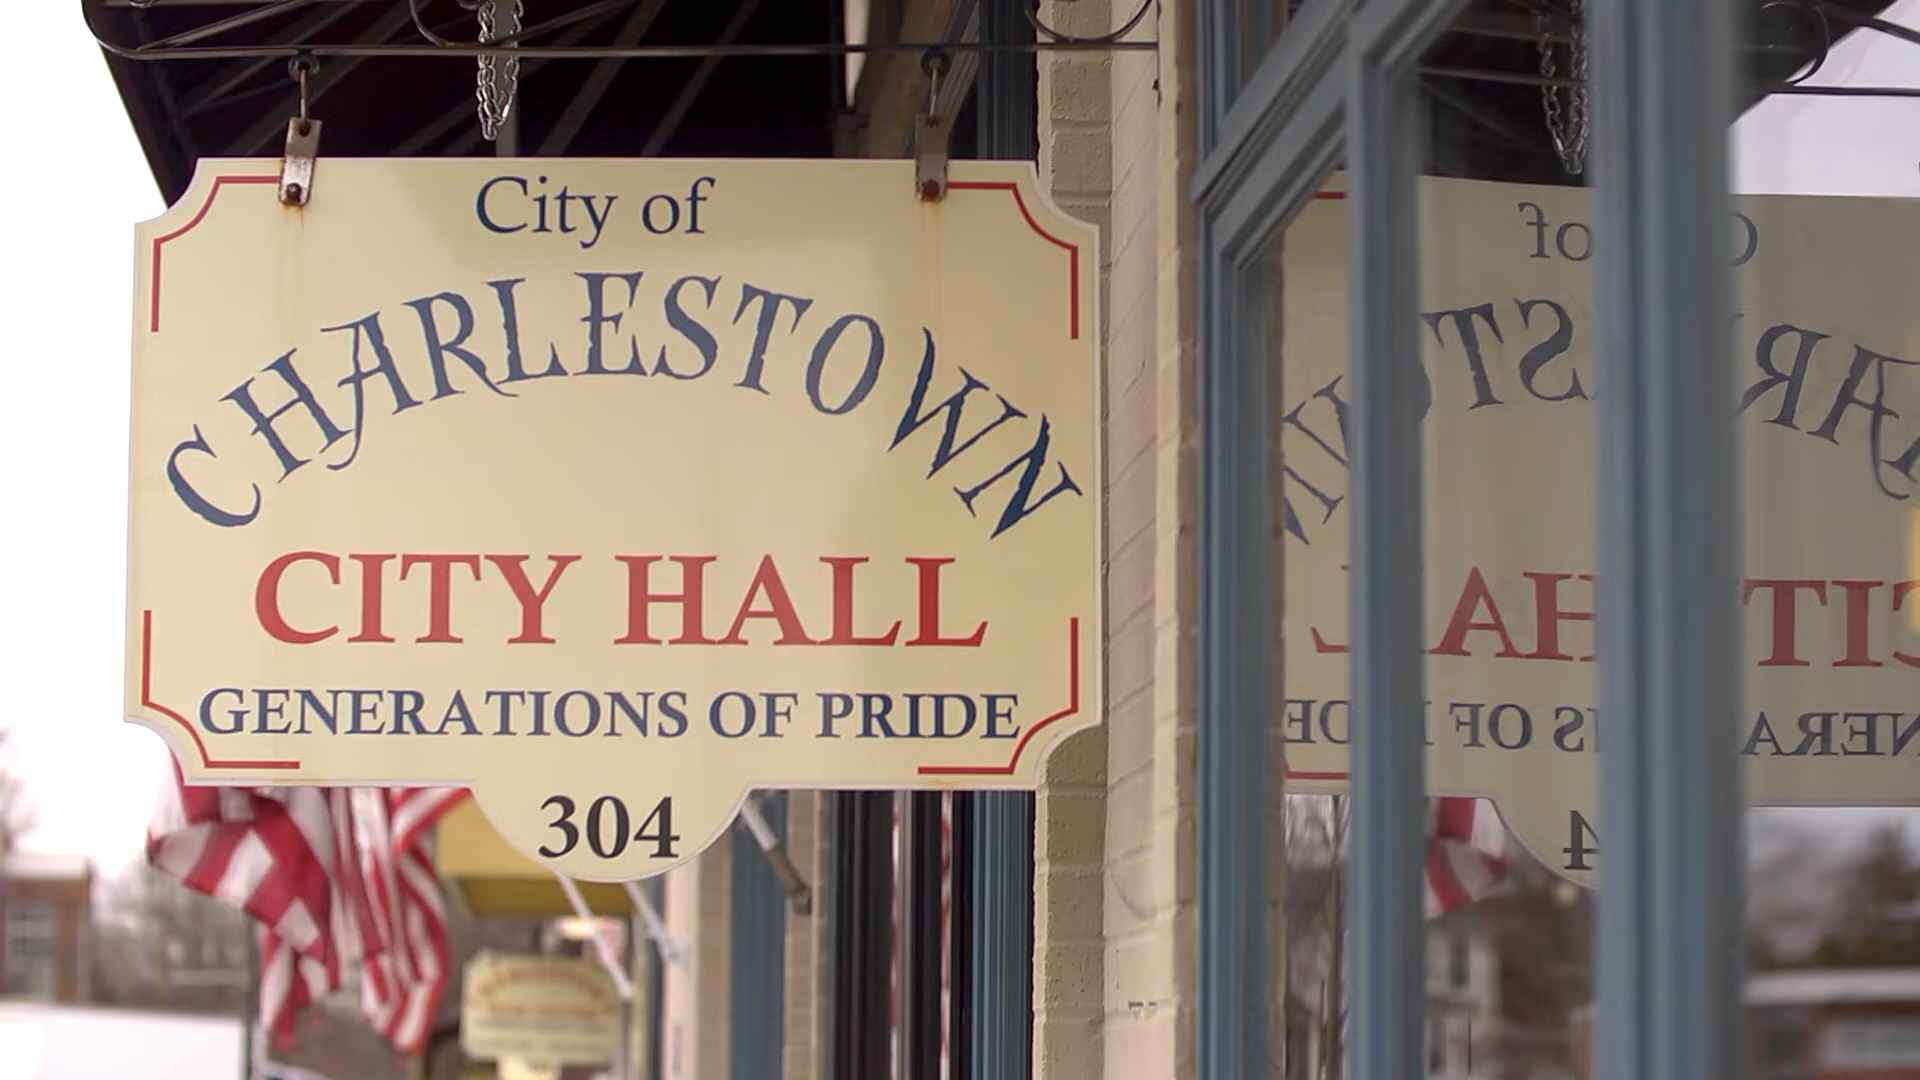 City of
CHARLESTOWN
CITY HALL
GENERATIONS OF PRIDE
304